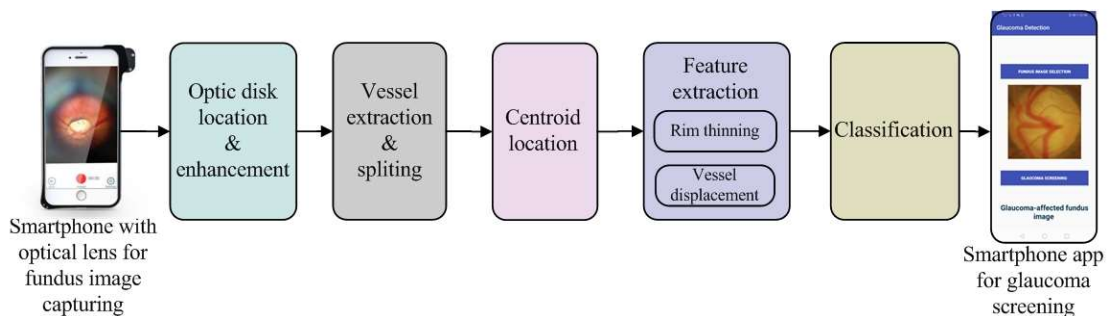 Smartphone with
optical lens for
fundus image
capturing
Optic disk
location
&
enhancement
Vessel
extraction
&
spliting
Centroid
location
Feature
extraction
Rim thinning
Vessel
displacement
Classification
Glaucoma Detection
FUNDUS IMAGE SELECTION
GLAUCOMA SCREENING
Glaucoma-affected fundus
image
Smartphone app
for glaucoma
screening